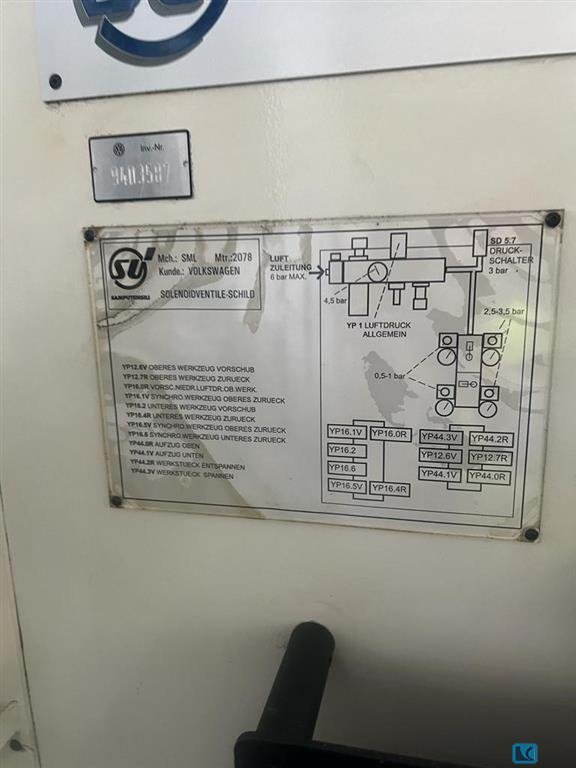 Inv.-Nr.
94D3587
SU
SAMPUTENSILI
Mch.: SML Mtr.:2078
Kunde.: VOLKSWAGEN
SOLENOIDVENTILE-SCHILD
YP12.6V OBERES WERKZEUG VORSCHUB
YP12.7R OBERES WERKZEUG ZURUECK
YP16.0R VORSC.NIEDR.LUFTDR.OB.WERK.
YP16.1V SYNCHRO.WERKZEUG OBERES ZURUECK
YP16.2 UNTERES WERKZEUG VORSCHUB
YP16.4R UNTERES WERKZEUG ZURUECK
YP16.5V SYNCHRO.WERKZEUG OBERES ZURUECK
YP16.6 SYNCHRO.WERKZEUG UNTERES ZURUECK
YP44.0R AUFZUG OBEN
YP44.1V AUFZUG UNTEN
YP44.2R WERKSTUECK ENTSPANNEN
YP44.3V WERKSTUECK SPANNEN
LUFT
ZULEITUNG
6 bar MAX.
4,5 bar
YP 1 LUFTDRUCK
ALLGEMEIN
SD 5:7
DRUCK-
SCHALTER
3 bar
2,5-3,5 bar
0,5-1 bar
YP16.1V YP16.0R
YP16.2
YP16.6
YP16.5V YP16.4R
YP44.3V YP44.2R
YP12.6V YP12.7R
YP44.1V YP44.0R